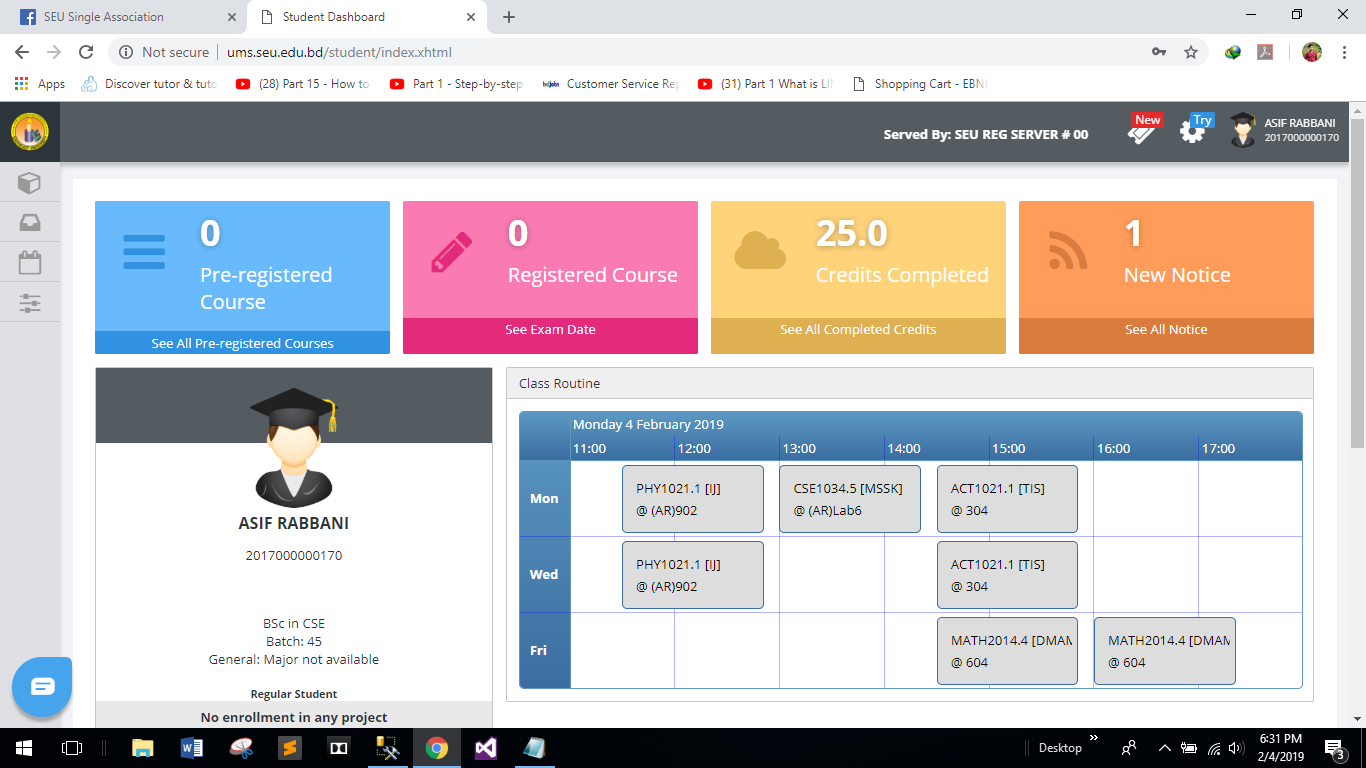 SEU Single Association
Student Dashboard
Not secure
ums.seu.edu.bd/student/index.xhtml
Apps
Discover tutor & tuto
(28) Part 15 - How to
Part 1 - Step-by-step
bdjobs
Customer Service Rep
(31) Part 1 What is LI
Shopping Cart - EBN
Served By: SEU REG SERVER # 00
New
Try
ASIF RABBANI
2017000000170
0
Pre-registered
Course
See All Pre-registered Courses
0
Registered Course
See Exam Date
25.0
Credits Completed
See All Completed Credits
1
New Notice
See All Notice
ASIF RABBANI
2017000000170
BSc in CSE
Batch: 45
General: Major not available
Regular Student
No enrollment in any project
Class Routine
Monday 4 February 2019
11:00 12:00 13:00 14:00 15:00 16:00 17:00
Mon
PHY1021.1 [IJ]
@ (AR)902
CSE1034.5 [MSSK]
@ (AR)Lab6
ACT1021.1 [TIS]
@ 304
Wed
PHY1021.1 [IJ]
@ (AR)902
ACT1021.1 [TIS]
@ 304
Fri
MATH2014.4 [DMAM
@ 604
MATH2014.4 [DMAM
@ 604
Desktop
6:31 PM
2/4/2019
3